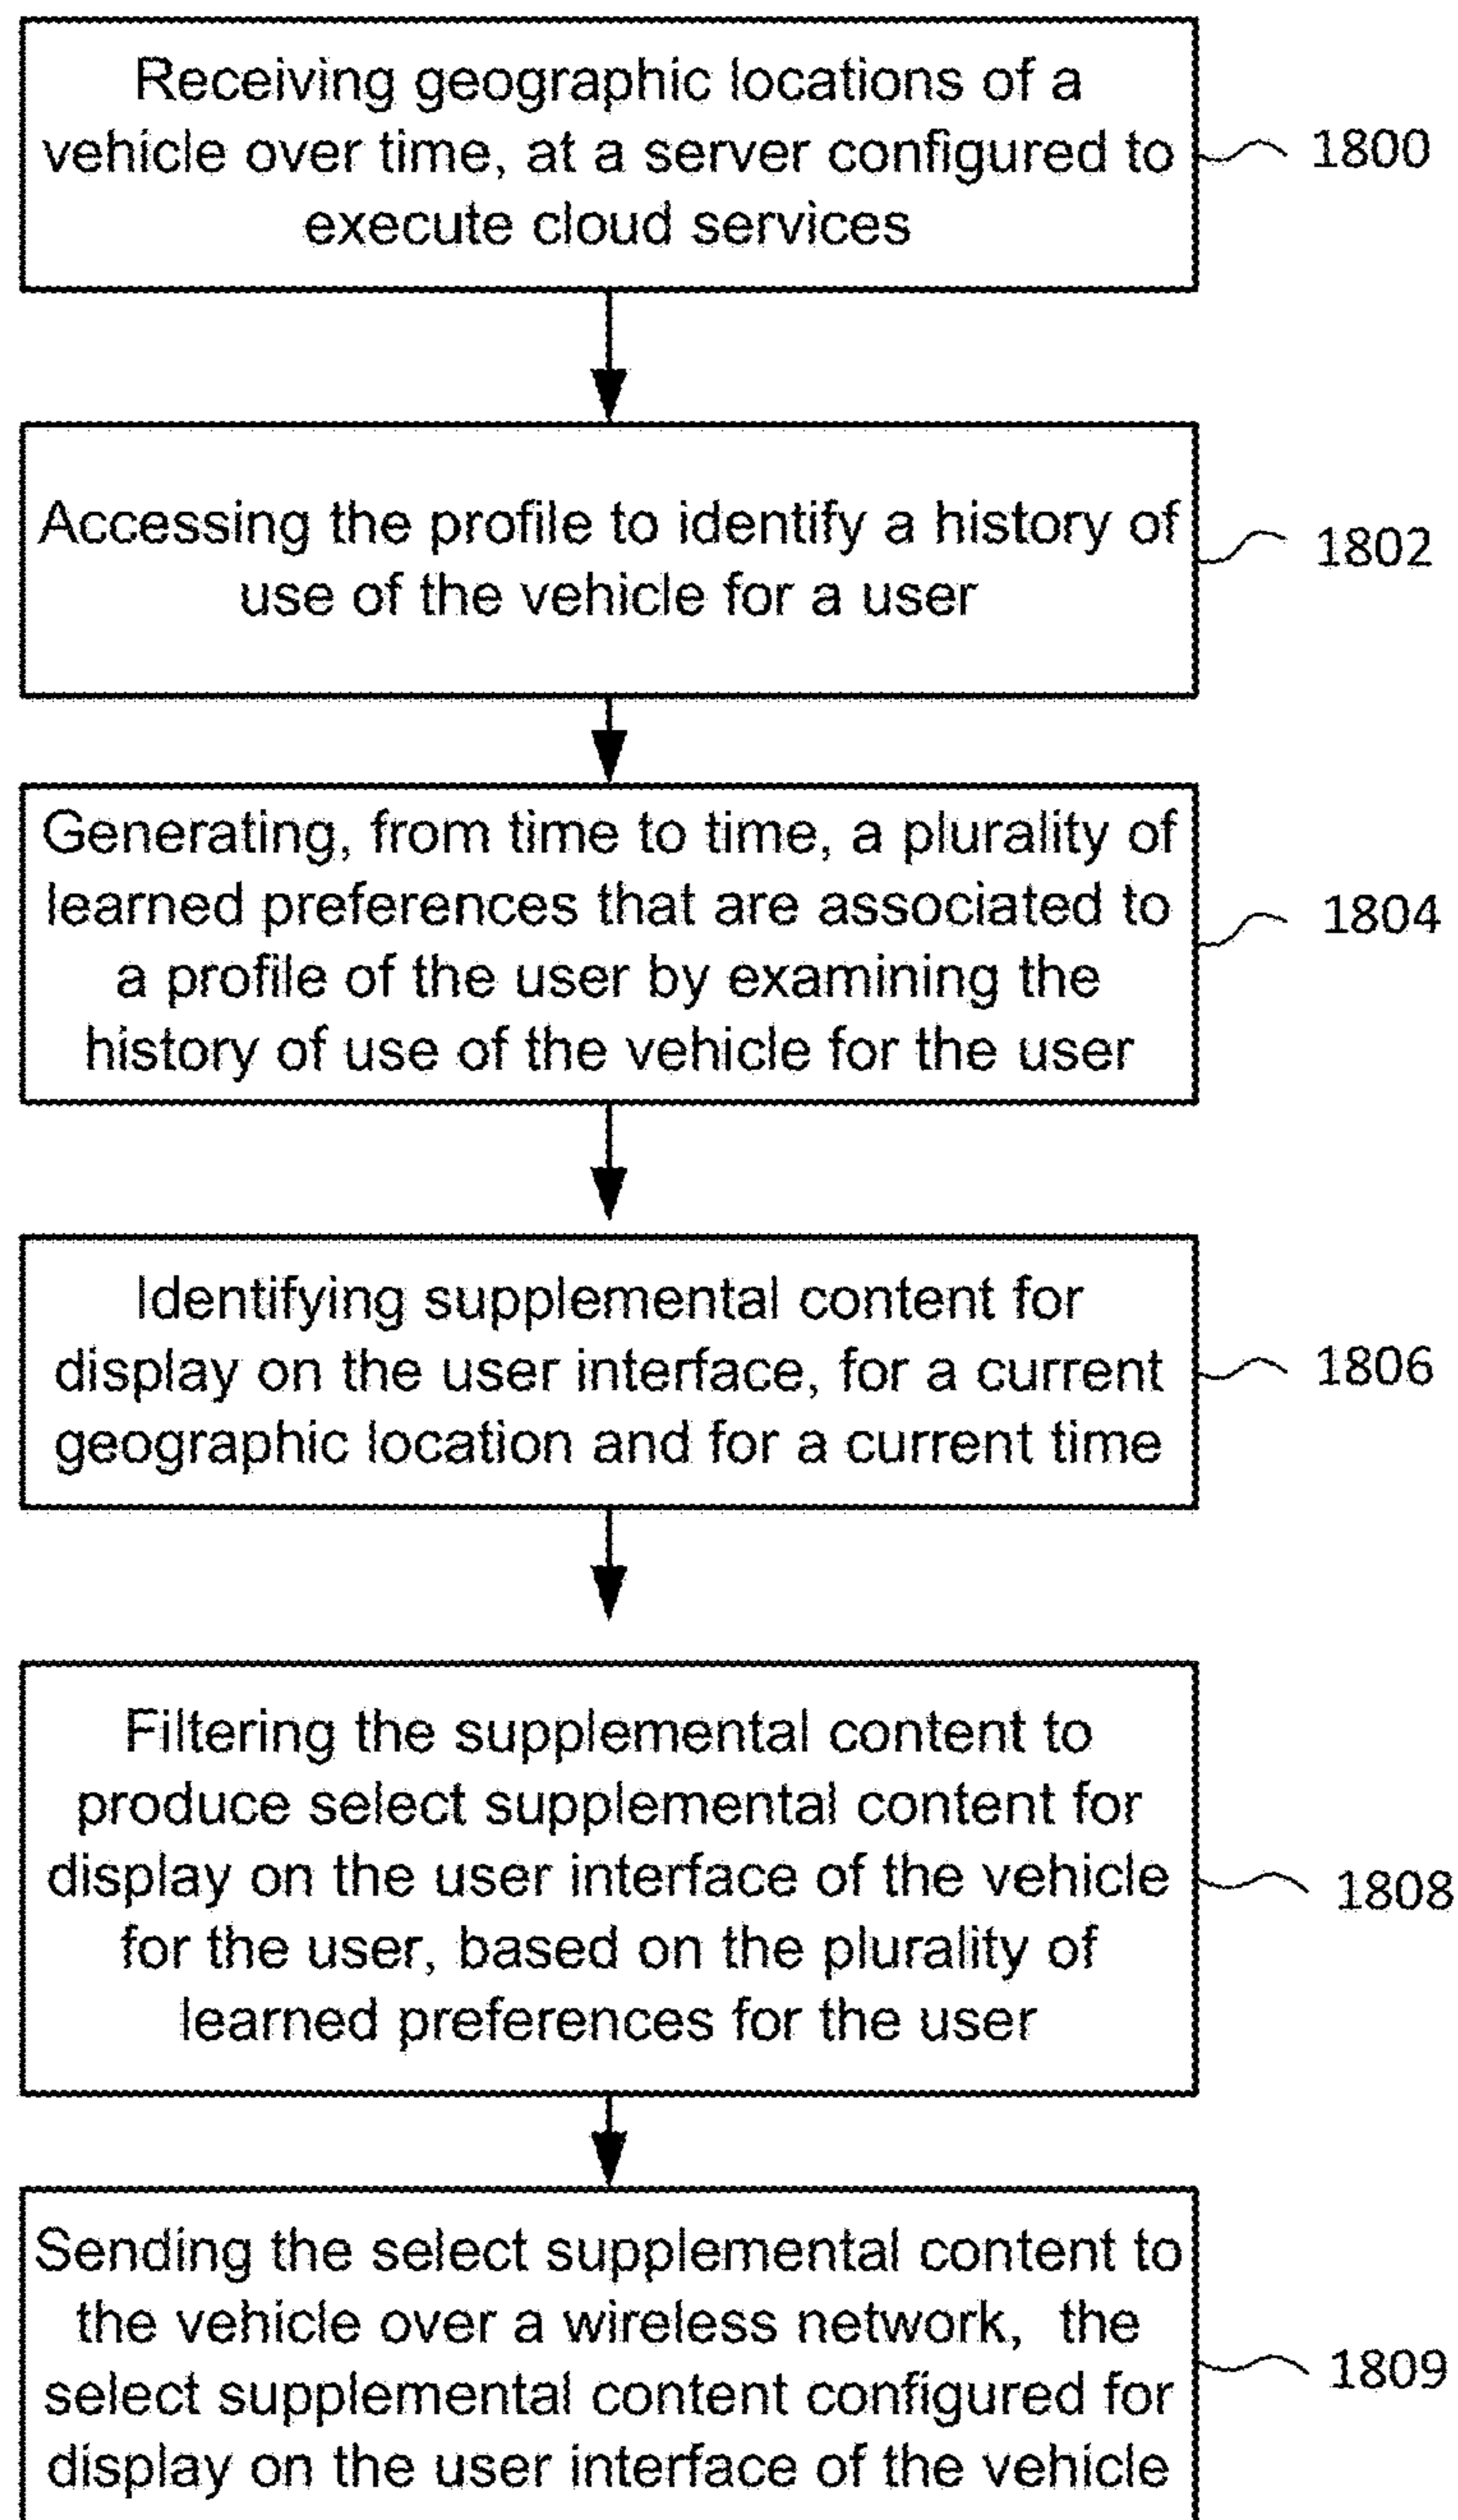 Receiving geographic locations of a
vehicle over time, at a server configured to
execute cloud services
1800
Accessing the profile to identify a history of
use of the vehicle for a user
1802
Generating, from time to time, a plurality of
learned preferences that are associated to
a profile of the user by examining the
history of use of the vehicle for the user
1804
Identifying supplemental content for
display on the user interface, for a current
geographic location and for a current time
1806
Filtering the supplemental content to
produce select supplemental content for
display on the user interface of the vehicle
for the user, based on the plurality of
learned preferences for the user
1808
Sending the select supplemental content to
the vehicle over a wireless network, the
select supplemental content configured for
display on the user interface of the vehicle
1809